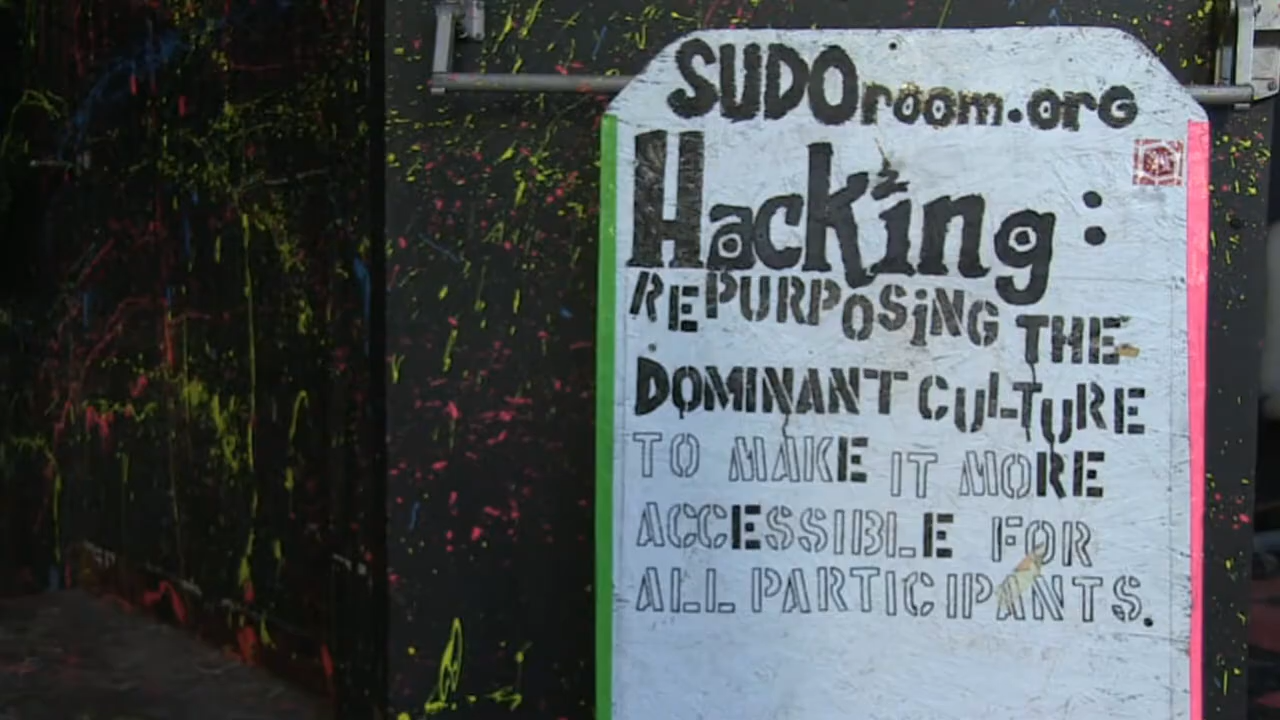 SUDOroom.org
Hacking:
REPURPOSiNG THE
DOMINANT CULTURE
TO MAKE IT MORE
ACCESSIBLE FOR
ALL PARTICIPANTS.